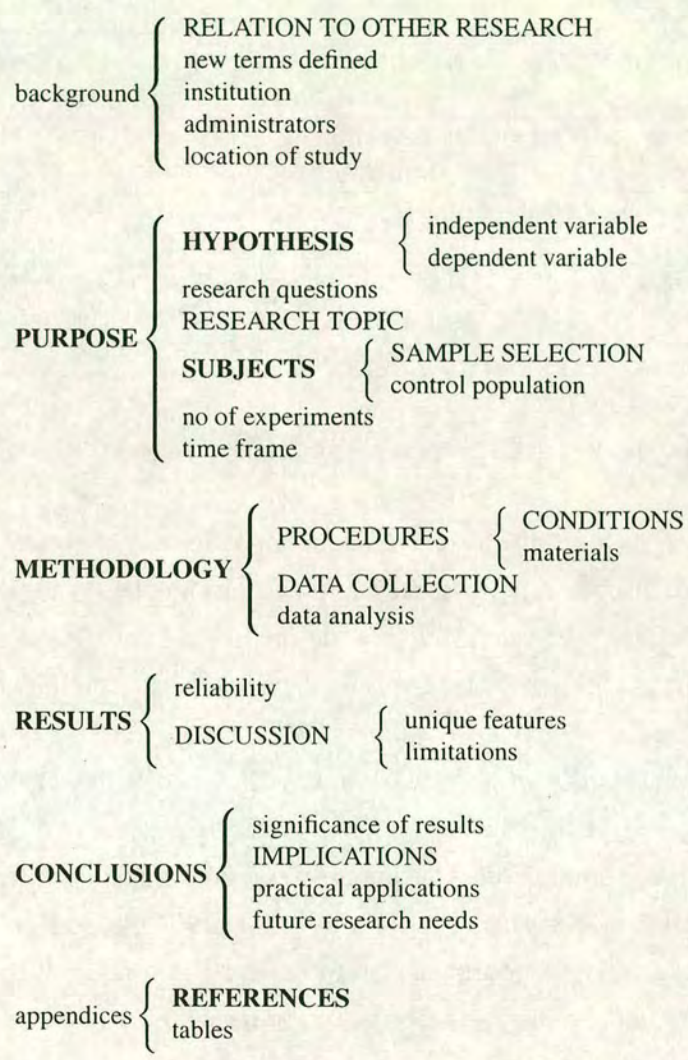 RELATION TO OTHER RESEARCH
new terms defined
background
institution
administrators
location of study
HYPOTHESIS
independent variable
dependent variable
research questions
PURPOSE
RESEARCH TOPIC
SUBJECTS
SAMPLE SELECTION
control population
no of experiments
time frame
METHODOLOGY
PROCEDURES
CONDITIONS
materials
DATA COLLECTION
data analysis
RESULTS
reliability
DISCUSSION
unique features
limitations
CONCLUSIONS
significance of results
IMPLICATIONS
practical applications
future research needs
appendices
REFERENCES
tables